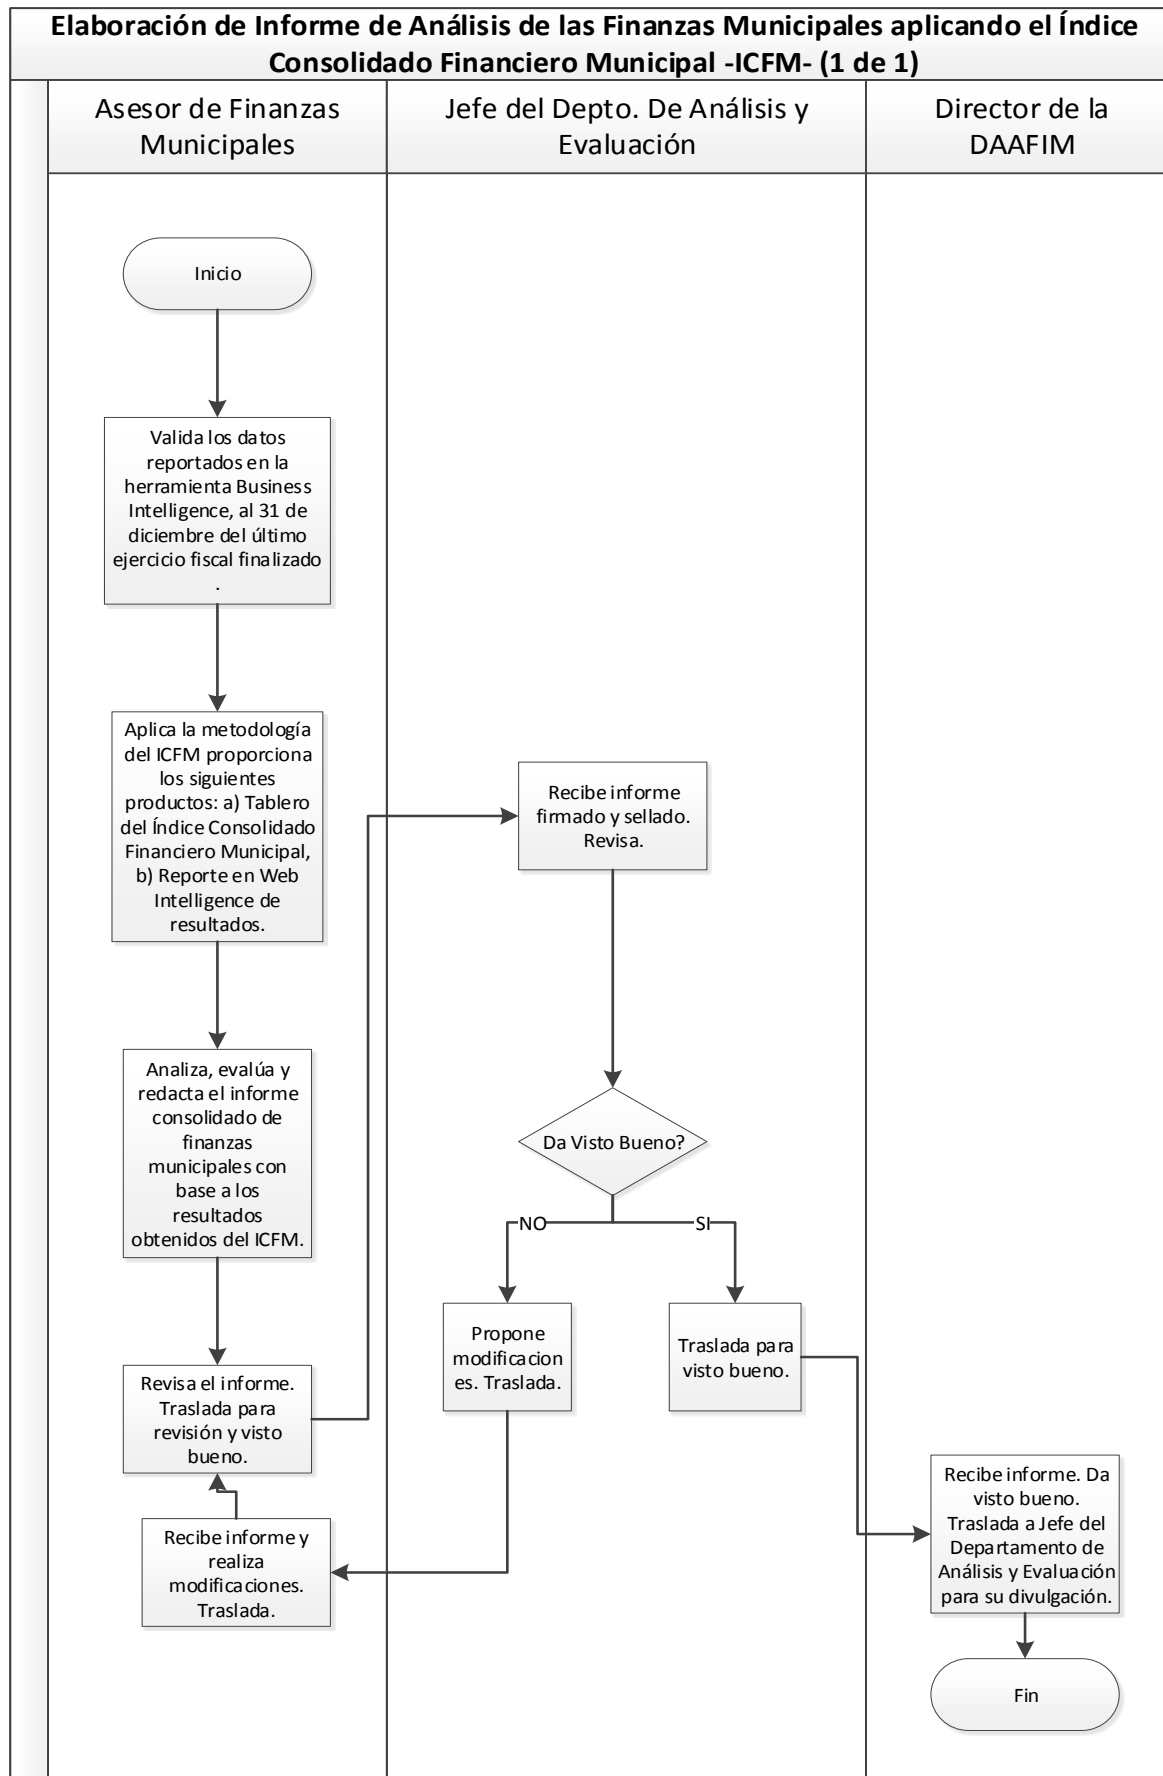 Elaboración de Informe de Análisis de las Finanzas Municipales aplicando el Índice
Consolidado Financiero Municipal -ICFM- (1 de 1)
Asesor de Finanzas
Municipales
Jefe del Depto. De Análisis y
Evaluación
Director de la
DAAFIM
Inicio
Valida los datos
reportados en la
herramienta Business
Intelligence, al 31 de
diciembre del último
ejercicio fiscal finalizado
.
Aplica la metodología
del ICFM proporciona
los siguientes
productos: a) Tablero
del Índice Consolidado
Financiero Municipal,
b) Reporte en Web
Intelligence de
resultados.
Analiza, evalúa y
redacta el informe
consolidado de
finanzas
municipales con
base a los
resultados
obtenidos del ICFM.
Revisa el informe.
Traslada para
revisión y visto
bueno.
Recibe informe y
realiza
modificaciones.
Traslada.
Recibe informe
firmado y sellado.
Revisa.
Da Visto Bueno?
NO
SI
Propone
modificacion
es. Traslada.
Traslada para
visto bueno.
Recibe informe. Da
visto bueno.
Traslada a Jefe del
Departamento de
Análisis y Evaluación
para su divulgación.
Fin